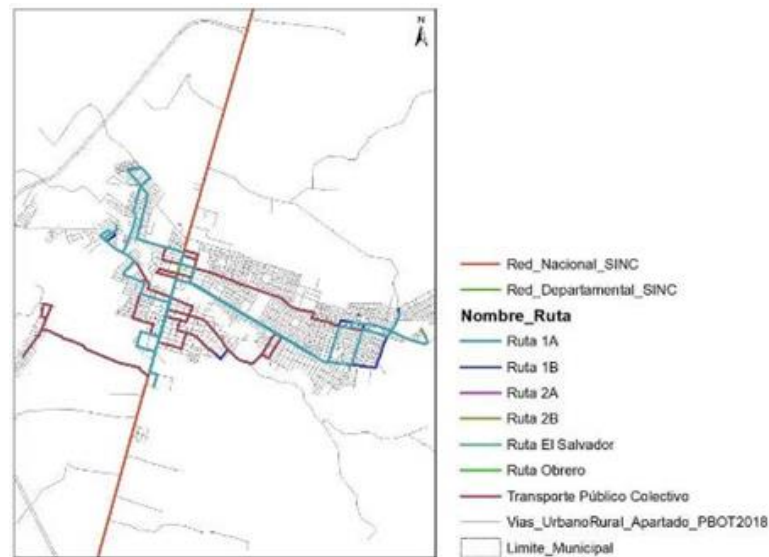 N
Red_Nacional_SINC
Red_Departamental_SINC
Nombre_Ruta
Ruta 1A
Ruta 1B
Ruta 2A
Ruta 2B
Ruta El Salvador
Ruta Obrero
Transporte Público Colectivo
Vias_UrbanoRural_Apartado_PBOT2018
Limite_Municipal